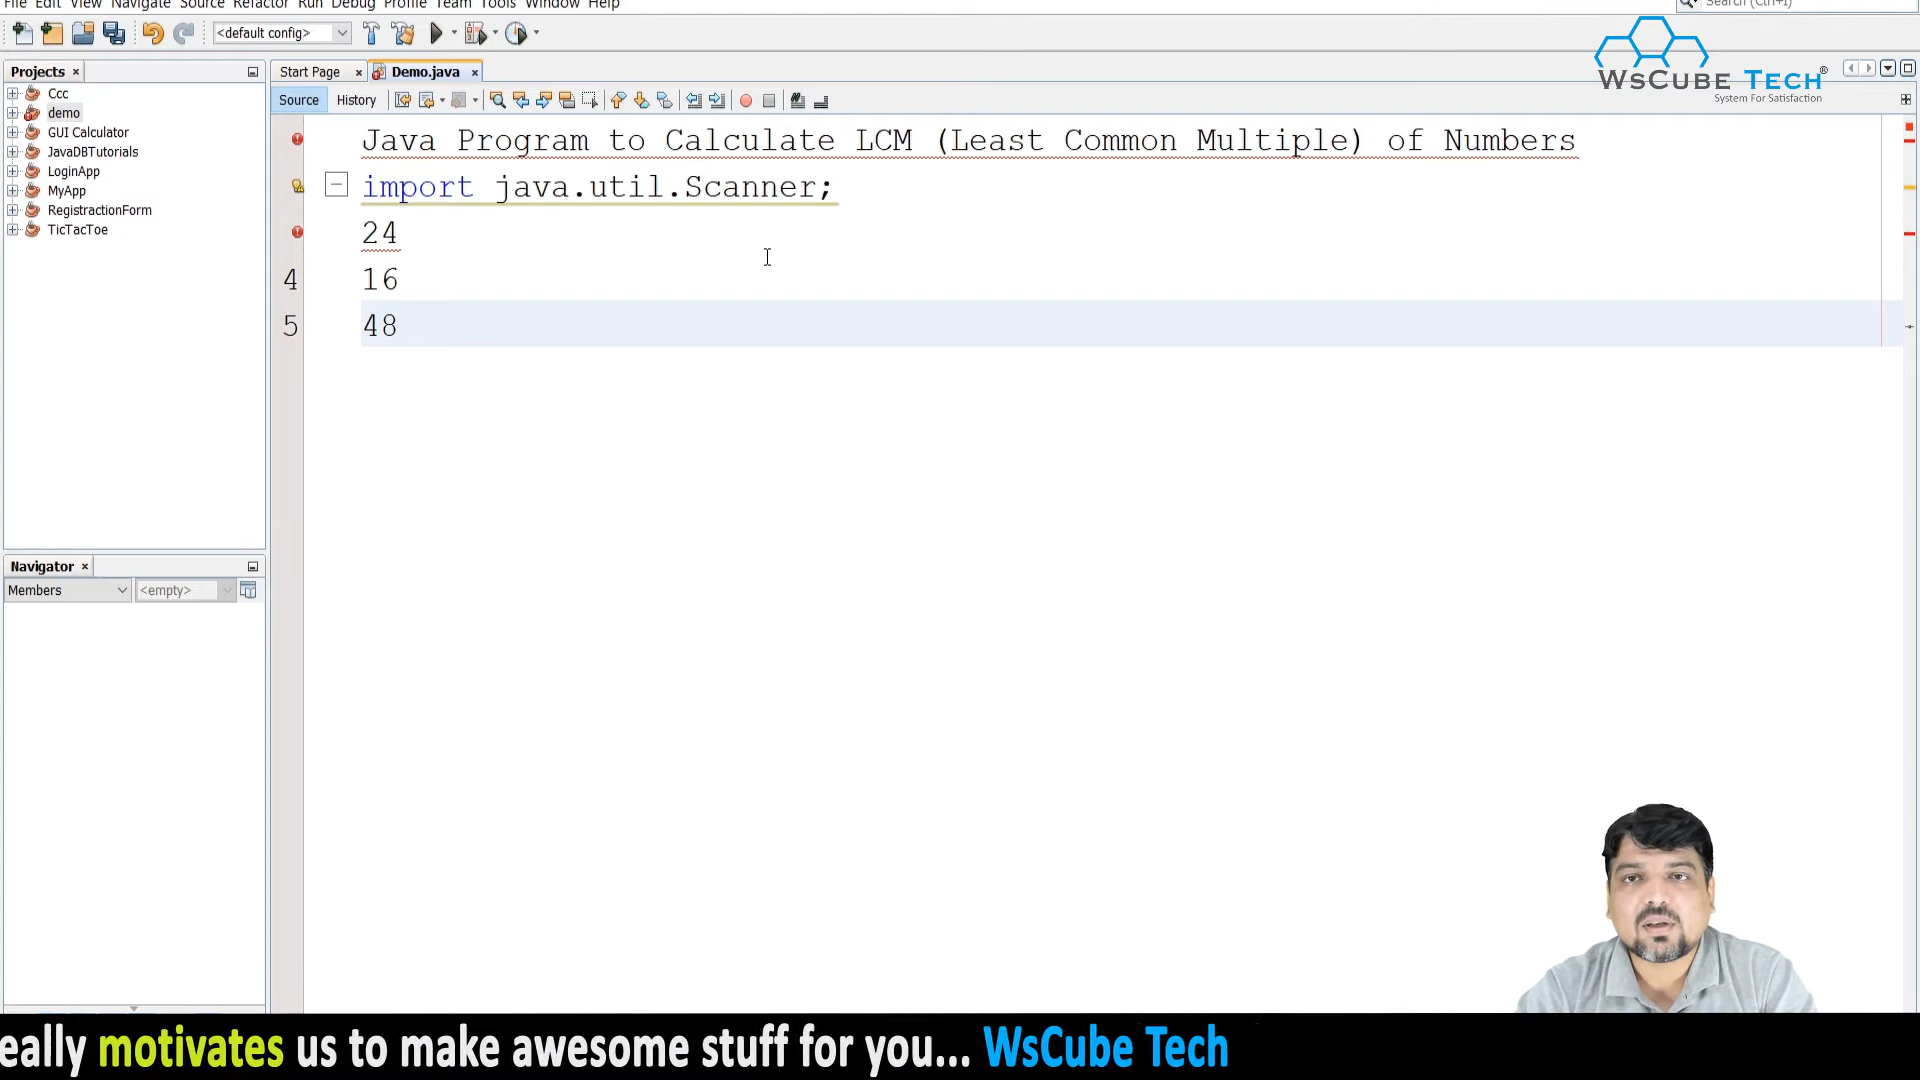 File Edit View Navigate Source Refactor Run Debug Profile Team Tools Window Help
Search (Ctrl+I)
<default config>
WsCube Tech®
System For Satisfaction
Projects
Start Page
Demo.java
Source
History
Ccc
demo
GUI Calculator
JavaDBTutorials
LoginApp
MyApp
RegistractionForm
TicTacToe
Java Program to Calculate LCM (Least Common Multiple) of Numbers
import java.util.Scanner;
24
4 16
5 48
Navigator
Members
<empty>
eally motivates us to make awesome stuff for you... WsCube Tech